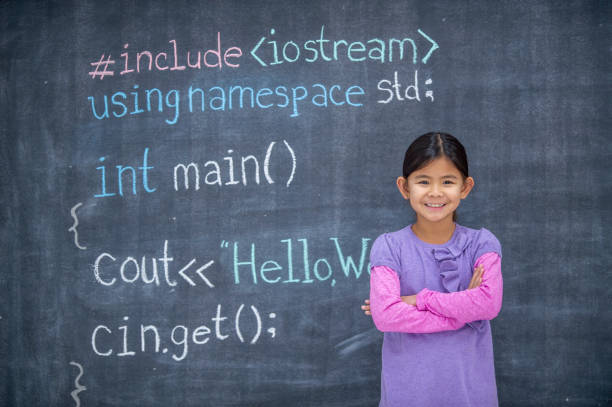 #include <iostream>
using namespace std;
int main()
{
cout << "Hello, W
cin.get();
}